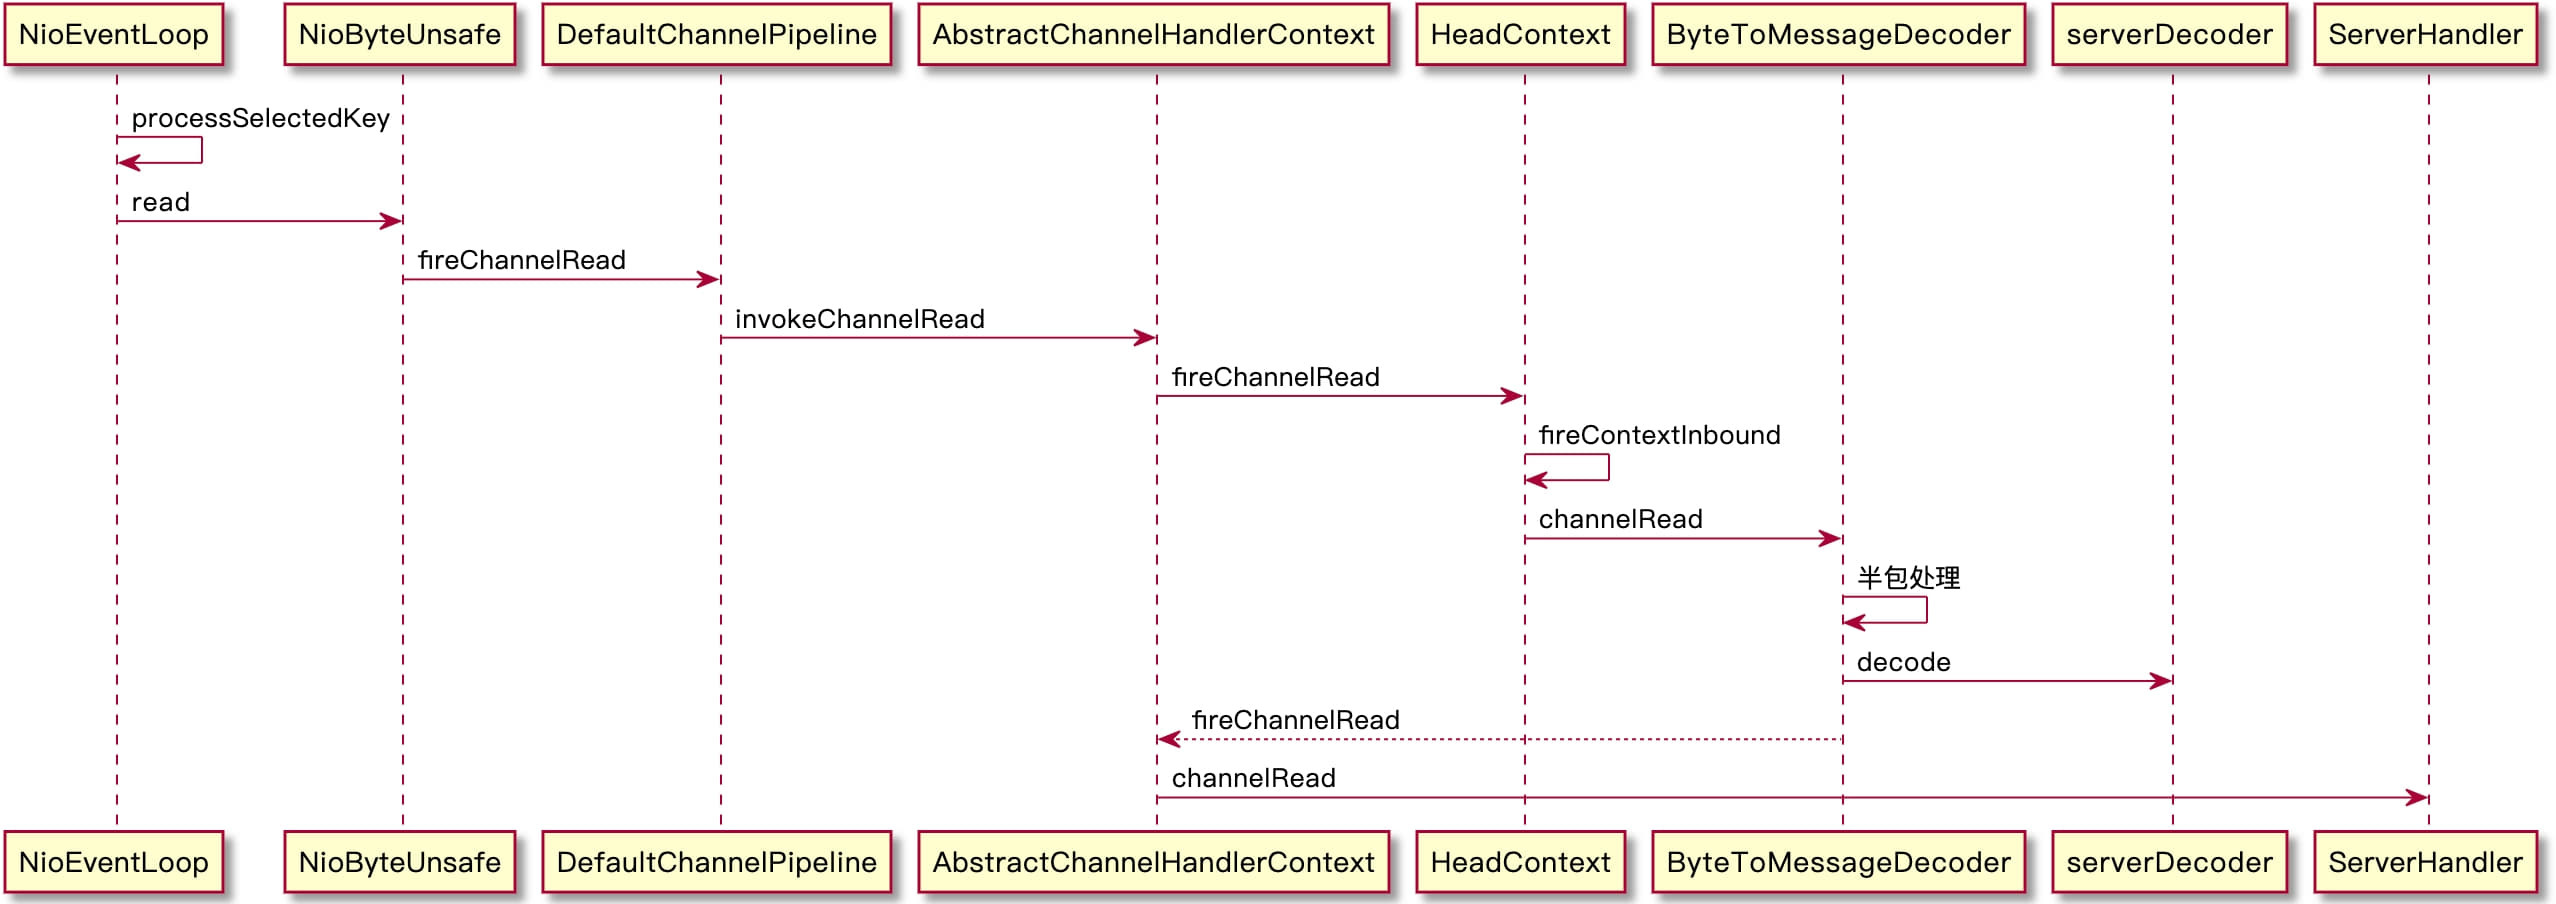 NioEventLoop
NioByteUnsafe
DefaultChannelPipeline
AbstractChannelHandlerContext
HeadContext
ByteToMessageDecoder
serverDecoder
ServerHandler
processSelectedKey
read
fireChannelRead
invokeChannelRead
fireChannelRead
fireContextInbound
channelRead
半包处理
decode
fireChannelRead
channelRead
NioEventLoop
NioByteUnsafe
DefaultChannelPipeline
AbstractChannelHandlerContext
HeadContext
ByteToMessageDecoder
serverDecoder
ServerHandler